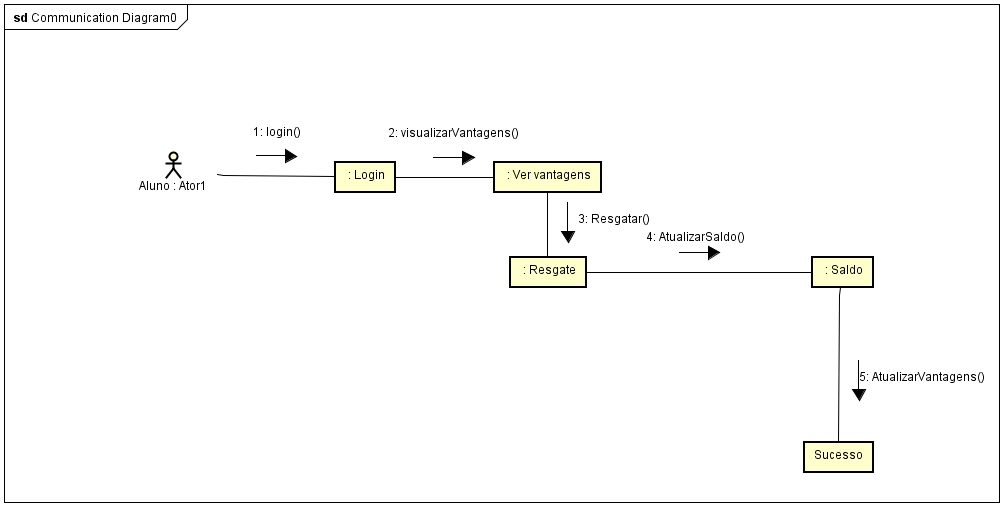 sd Communication Diagram0
1: login()
2: visualizarVantagens()
Aluno : Ator1
: Login
: Ver vantagens
3: Resgatar()
4: AtualizarSaldo()
: Resgate
: Saldo
5: AtualizarVantagens()
Sucesso